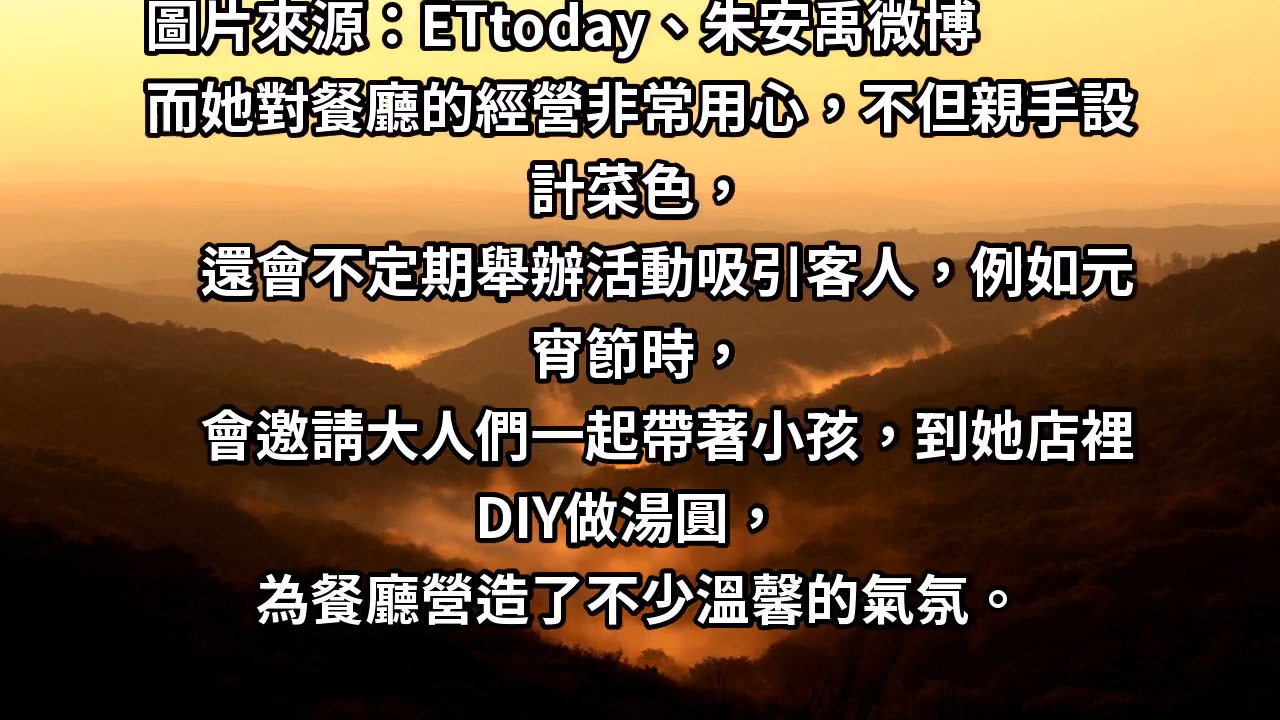 圖片來源：ETtoday、朱安禹微博
而她對餐廳的經營非常用心，不但親手設
計菜色，
還會不定期舉辦活動吸引客人，例如元
宵節時，
會邀請大人們一起帶著小孩，到她店裡
DIY做湯圓，
為餐廳營造了不少溫馨的氣氛。